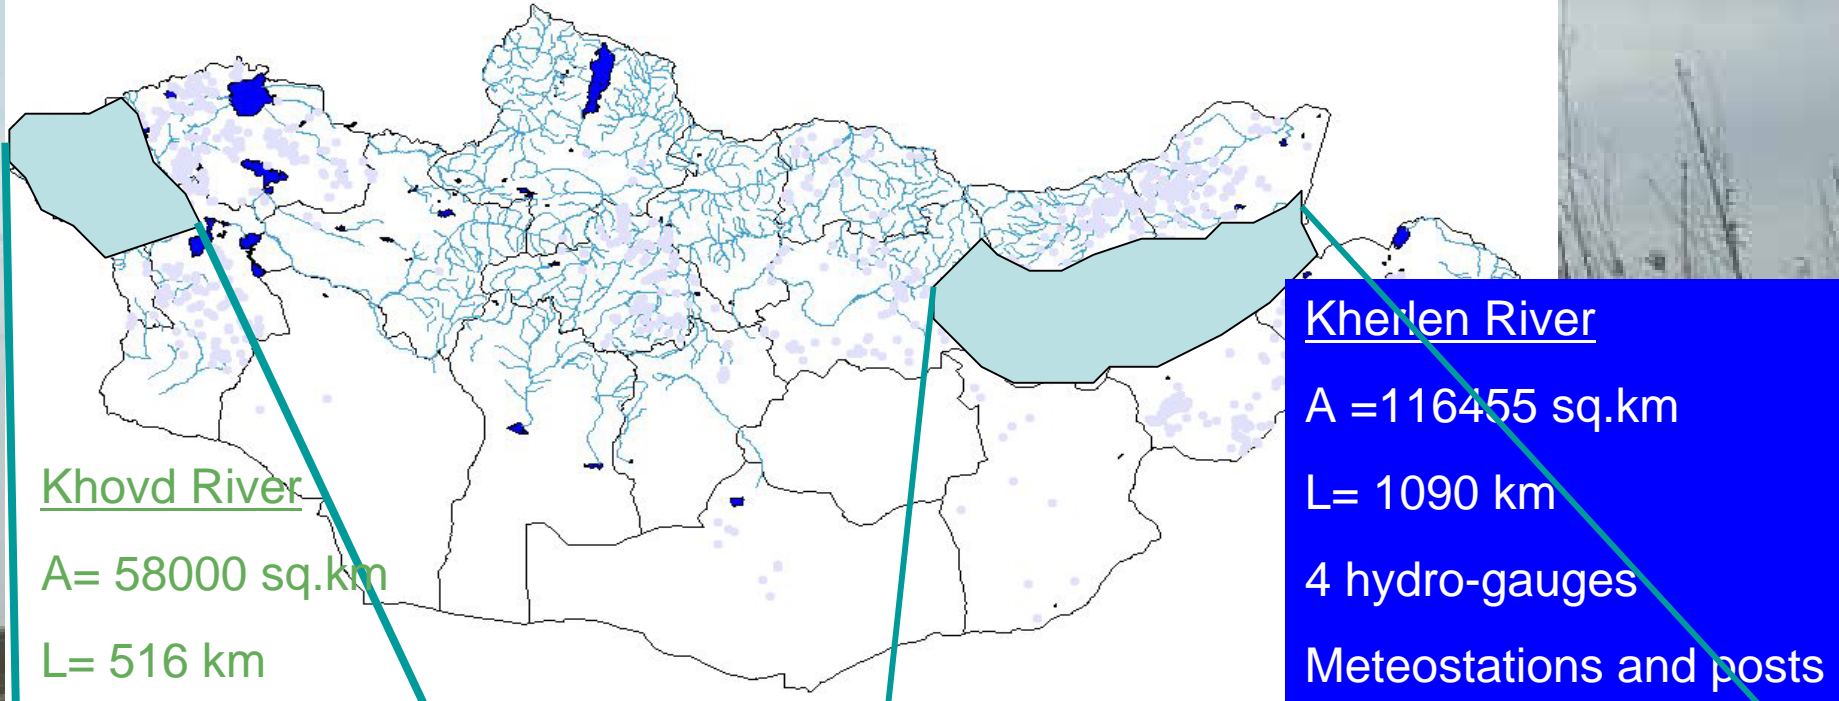 Khovd River
A= 58000 sq.km
L= 516 km
Kherlen River
A =116455 sq.km
L= 1090 km
4 hydro-gauges
Meteostations and posts